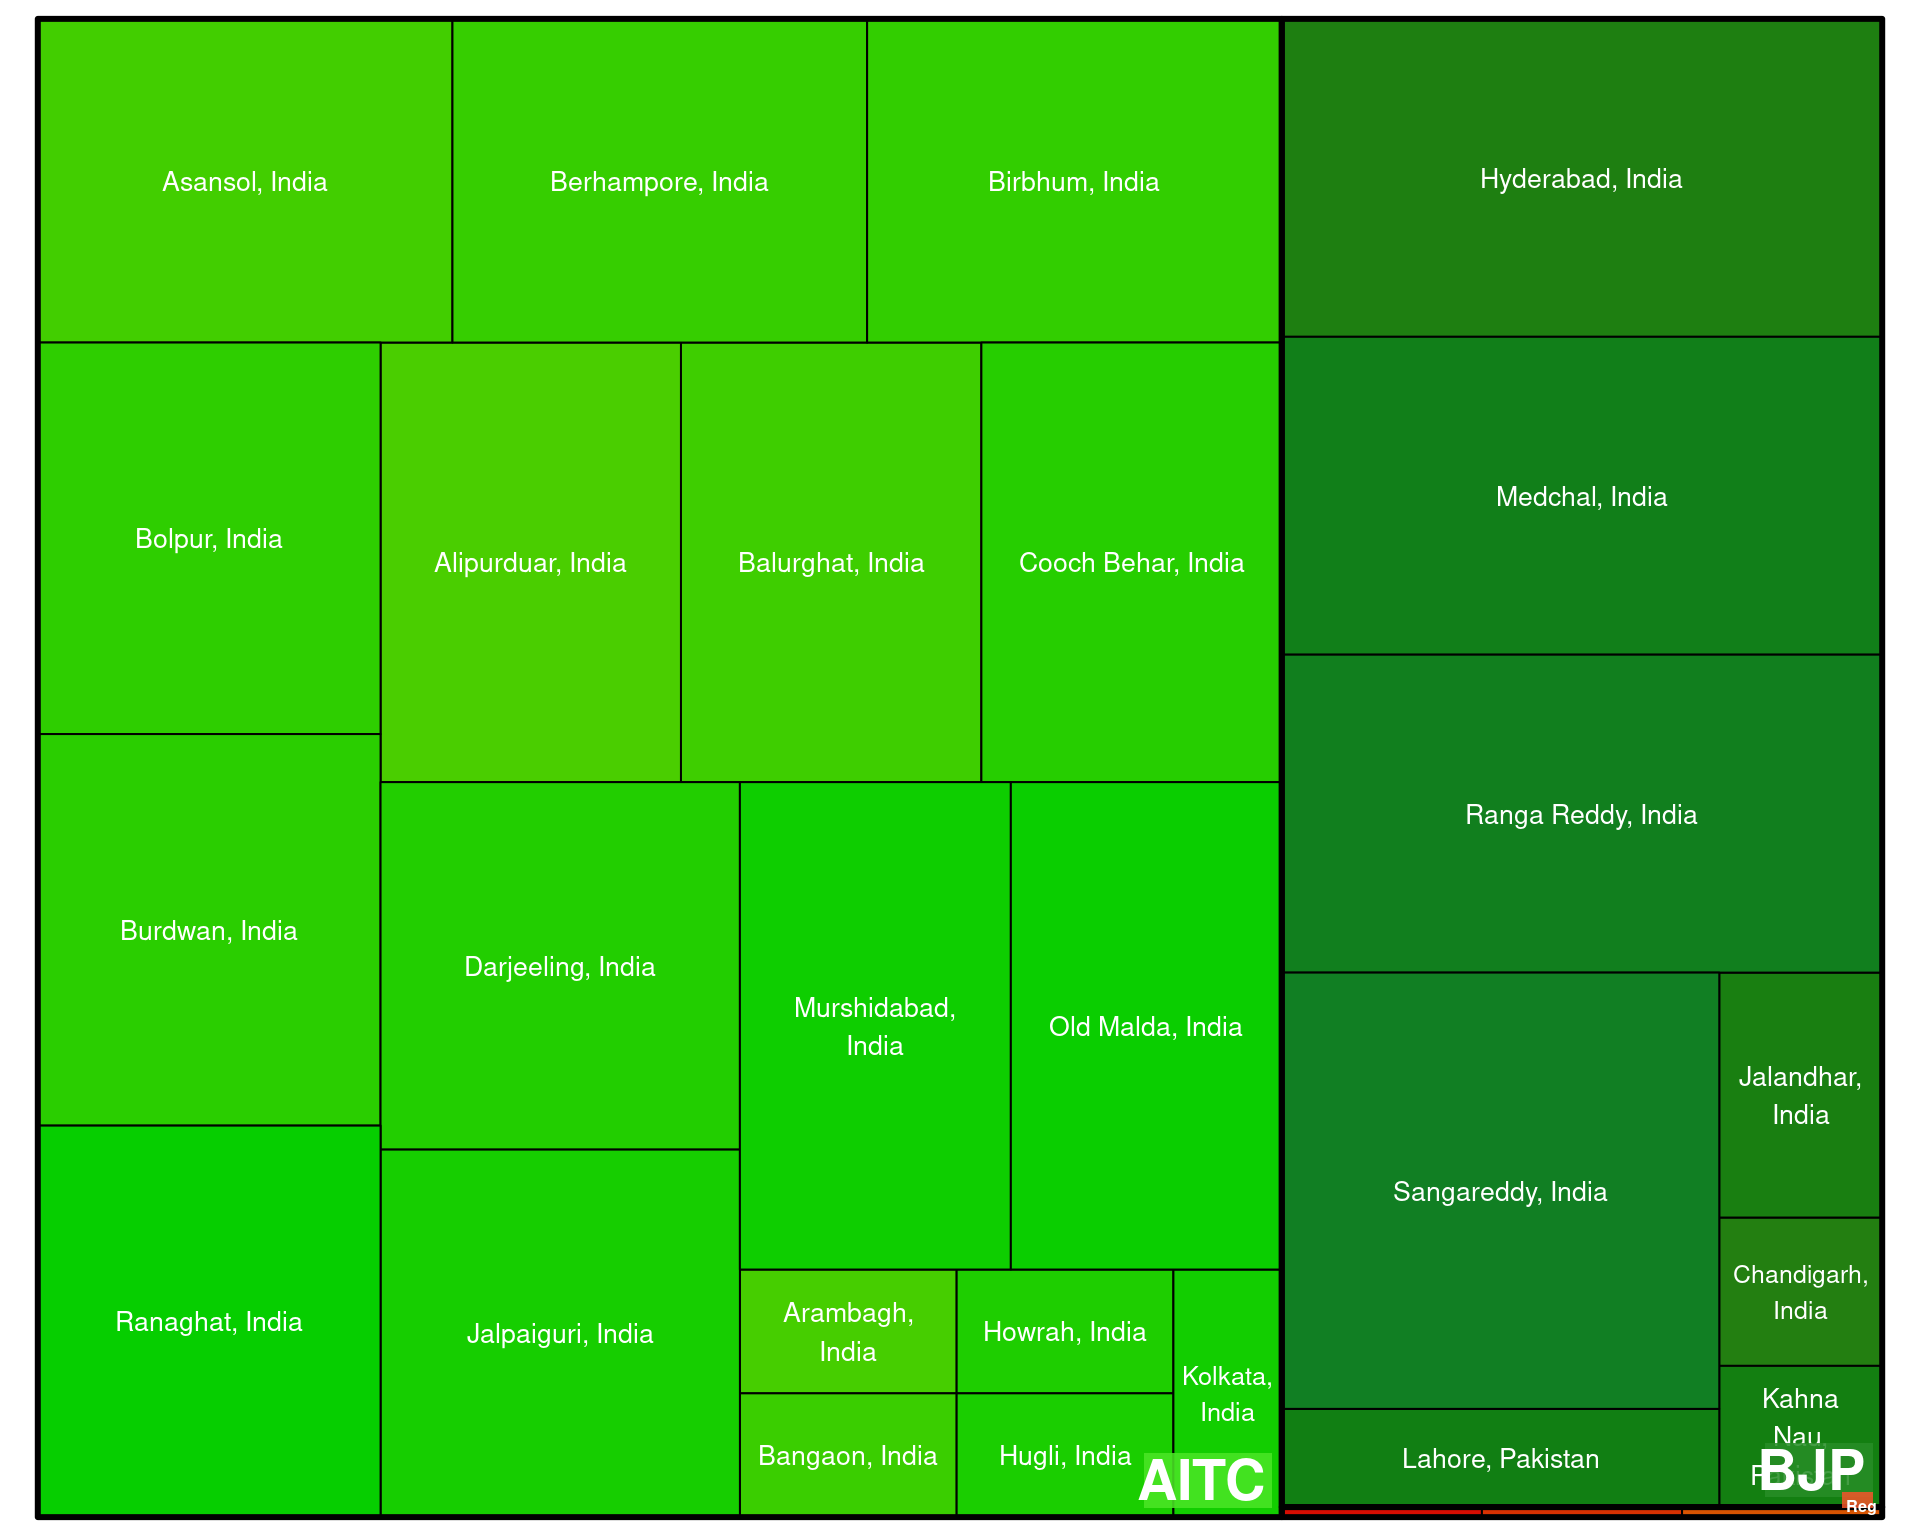 Asansol, India
Berhampore, India
Birbhum, India
Hyderabad, India
Bolpur, India
Alipurduar, India
Balurghat, India
Cooch Behar, India
Medchal, India
Ranga Reddy, India
Burdwan, India
Darjeeling, India
Murshidabad,
India
Old Malda, India
Sangareddy, India
Jalandhar,
India
Ranaghat, India
Jalpaiguri, India
Arambagh,
India
Howrah, India
Kolkata,
India
Chandigarh,
India
Bangaon, India
Hugli, India
AITC
Lahore, Pakistan
Kahna
Nau,
BJP
Reg